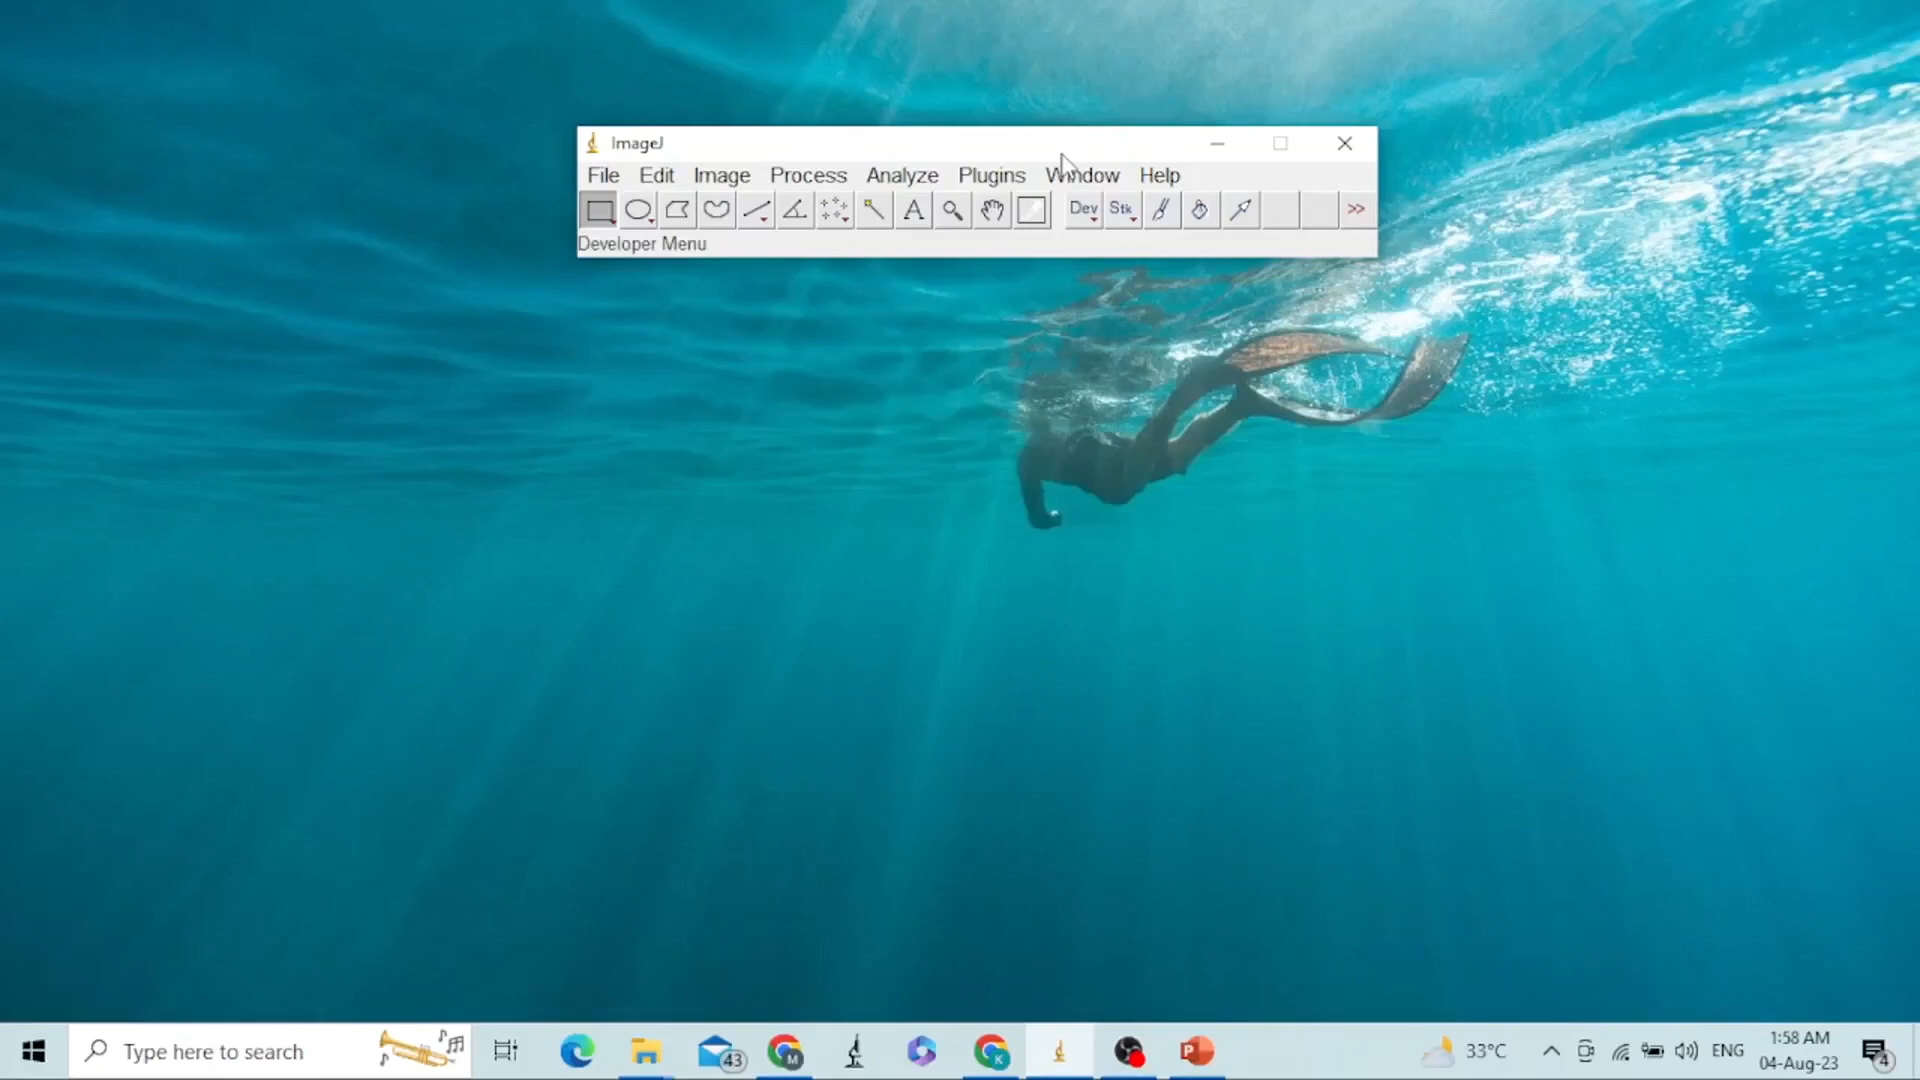 ImageJ
File Edit Image Process Analyze Plugins Window Help
A Dev Stk >>
Developer Menu
Type here to search 43 M K P 33°C ENG 1:58 AM
04-Aug-23 4